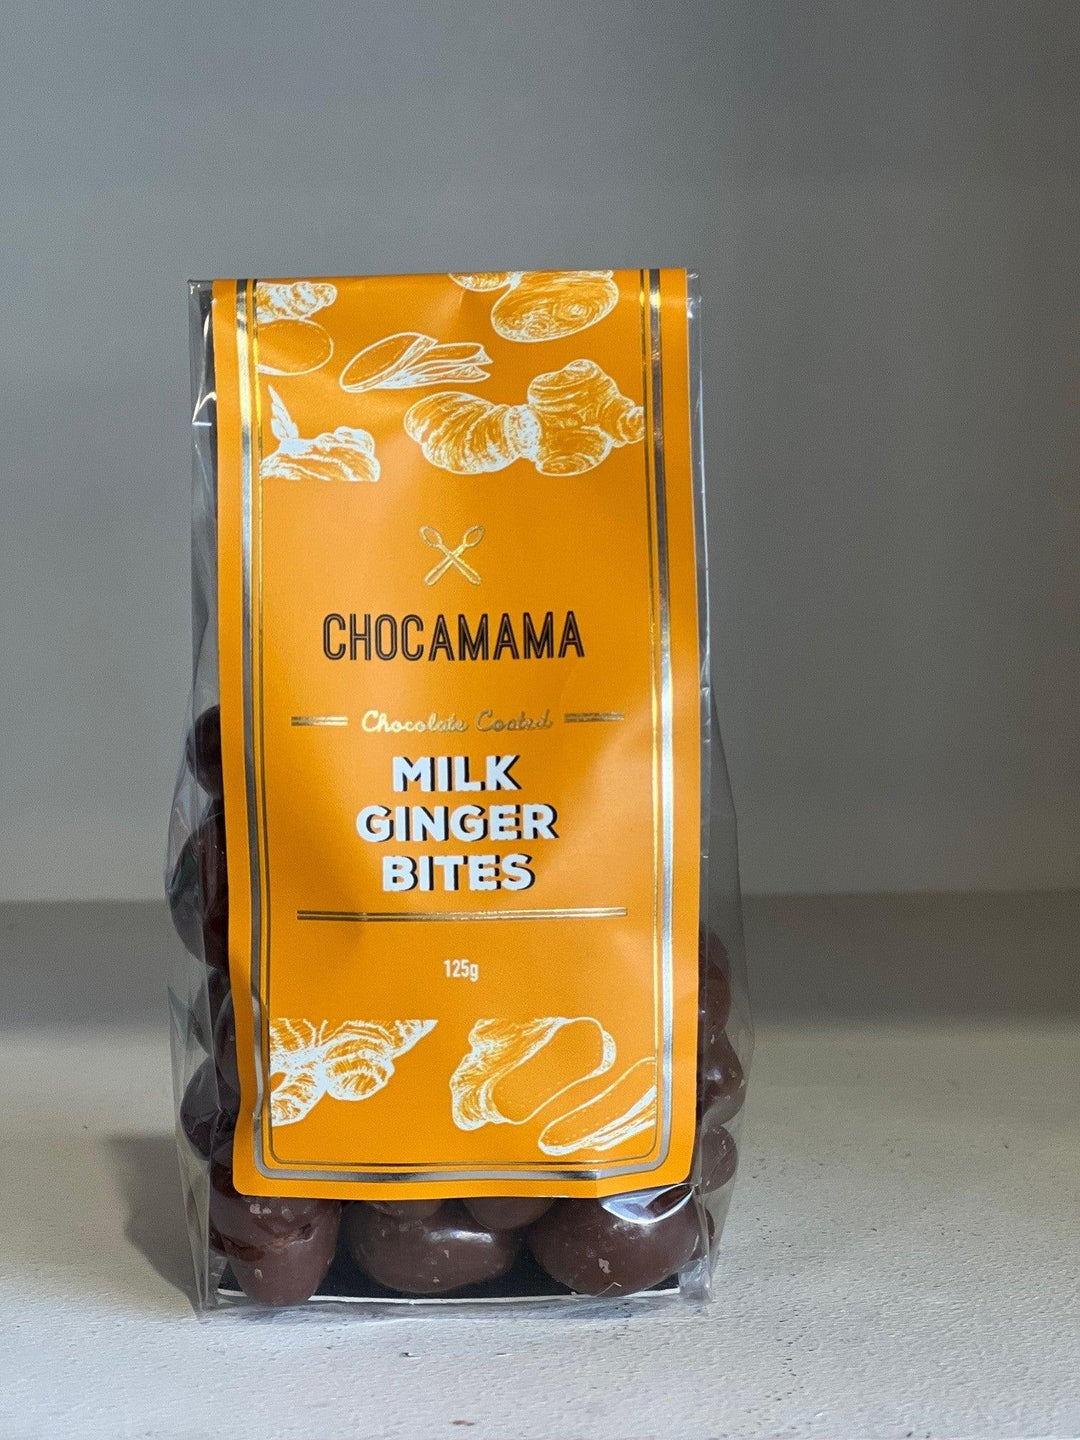 CHOCAMAMA
Chocolate Coated
MILK
GINGER
BITES
125g